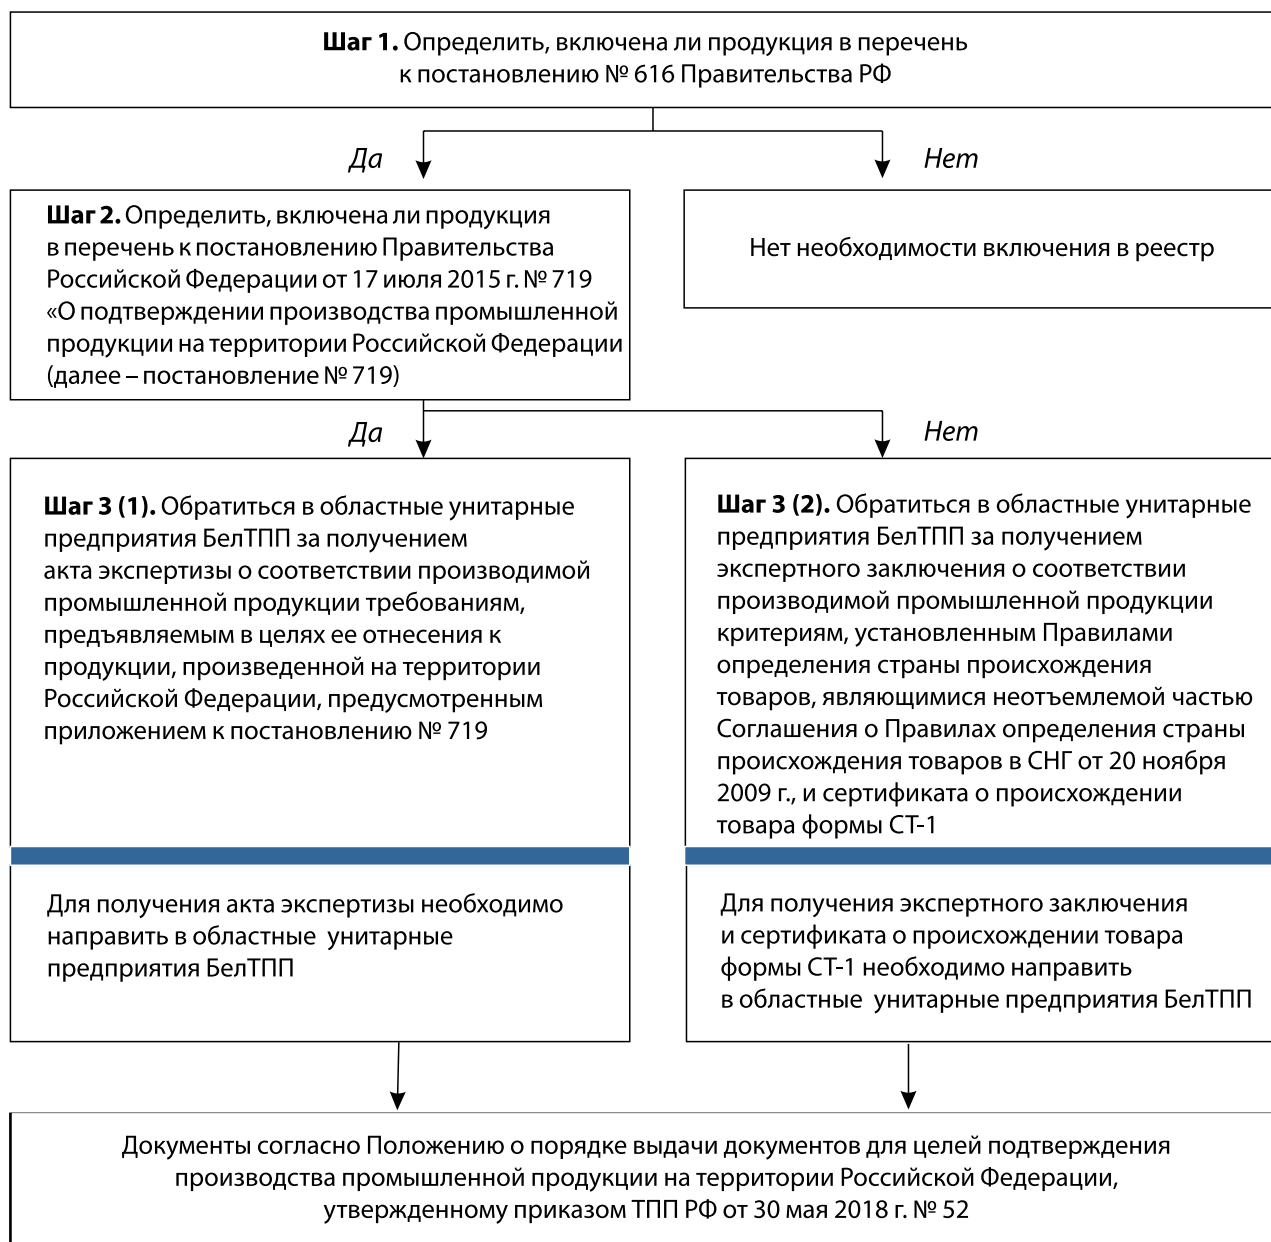 Шаг 1. Определить, включена ли продукция в перечень
к постановлению № 616 Правительства РФ
Да
Нет
Шаг 2. Определить, включена ли продукция
в перечень к постановлению Правительства
Российской Федерации от 17 июля 2015 г. № 719
«О подтверждении производства промышленной
продукции на территории Российской Федерации
(далее – постановление № 719)
Нет необходимости включения в реестр
Да
Нет
Шаг 3 (1). Обратиться в областные унитарные
предприятия БелТПП за получением
акта экспертизы о соответствии производимой
промышленной продукции требованиям,
предъявляемым в целях ее отнесения к
продукции, произведенной на территории
Российской Федерации, предусмотренным
приложением к постановлению № 719
Шаг 3 (2). Обратиться в областные унитарные
предприятия БелТПП за получением
экспертного заключения о соответствии
производимой промышленной продукции
критериям, установленным Правилами
определения страны происхождения
товаров, являющимися неотъемлемой частью
Соглашения о Правилах определения страны
происхождения товаров в СНГ от 20 ноября
2009 г., и сертификата о происхождении
товара формы СТ-1
Для получения акта экспертизы необходимо
направить в областные унитарные
предприятия БелТПП
Для получения экспертного заключения
и сертификата о происхождении товара
формы СТ-1 необходимо направить
в областные унитарные предприятия БелТПП
Документы согласно Положению о порядке выдачи документов для целей подтверждения
производства промышленной продукции на территории Российской Федерации,
утвержденному приказом ТПП РФ от 30 мая 2018 г. № 52